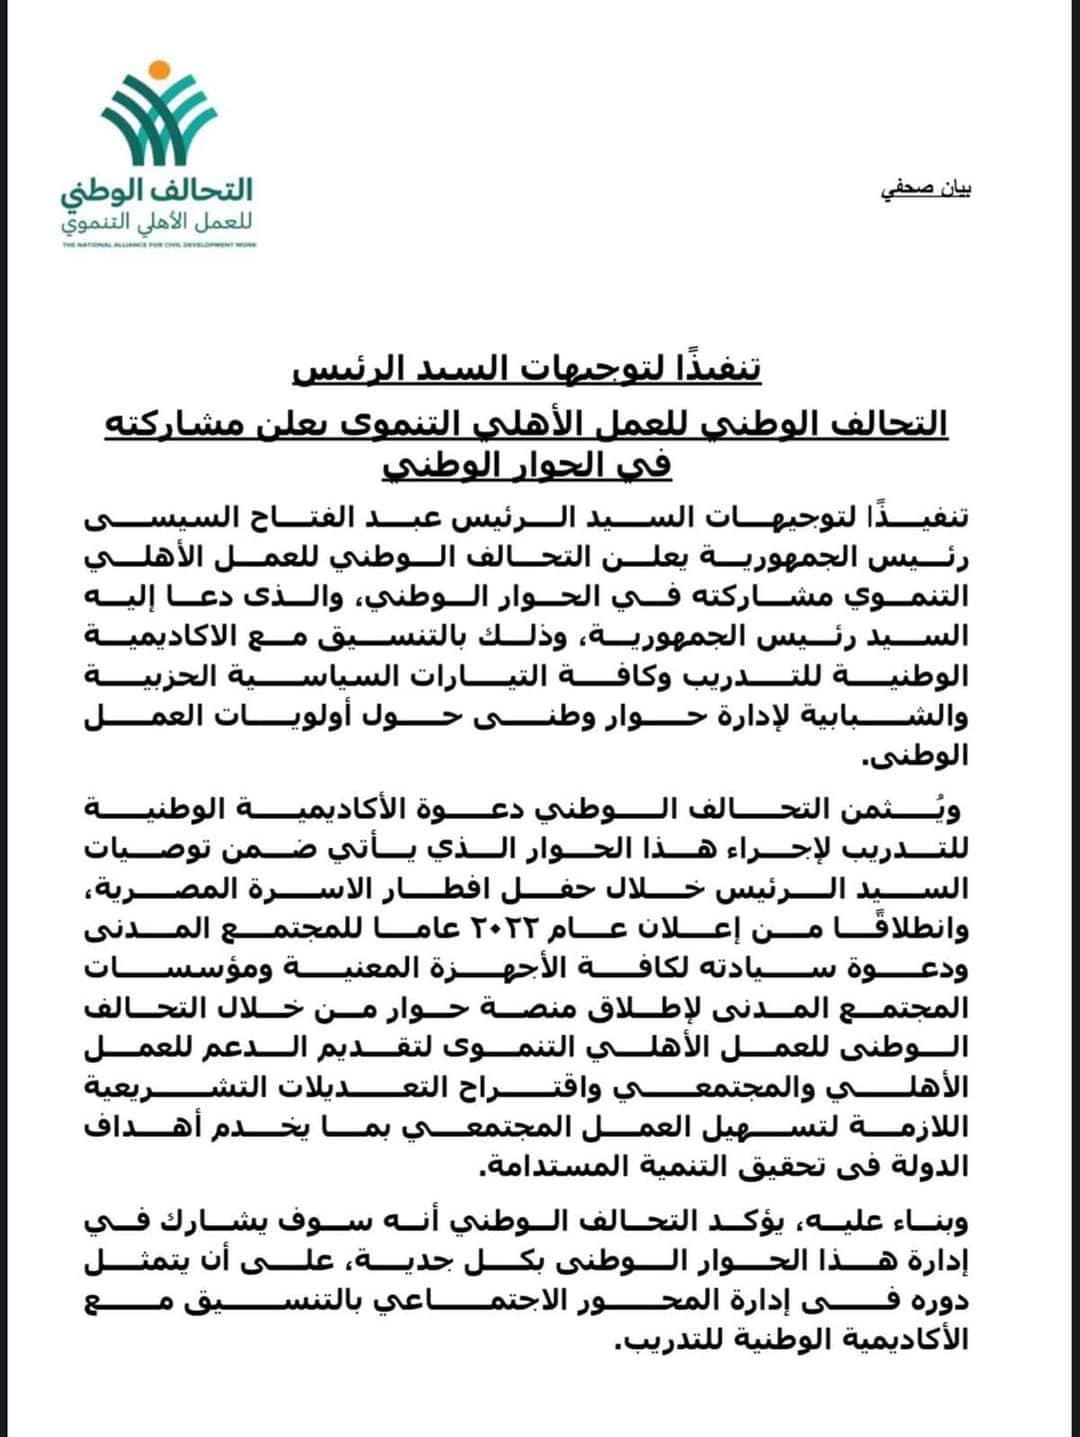 التحالف الوطني
للعمل الأهلي التنموي
THE NATIONAL ALLIANCE FOR CIVIL DEVELOPMENT WORK
بيان صحفي
تنفيذًا لتوجيهات السيد الرئيس
التحالف الوطني للعمل الأهلي التنموى يعلن مشاركته
في الحوار الوطني
تنفيذًا لتوجيهات السيد الرئيس عبد الفتاح السيسى
رئيس الجمهورية يعلن التحالف الوطني للعمل الأهلي
التنموي مشاركته في الحوار الوطني، والذى دعا إليه
السيد رئيس الجمهورية، وذلك بالتنسيق مع الاكاديمية
الوطنية للتدريب وكافة التيارات السياسية الحزبية
والشبابية لإدارة حوار وطنى حول أولويات العمل
الوطنى.
ويُثمن التحالف الوطني دعوة الأكاديمية الوطنية
للتدريب لإجراء هذا الحوار الذي يأتي ضمن توصيات
السيد الرئيس خلال حفل افطار الاسرة المصرية،
وانطلاقًا من إعلان عام ٢٠٢٢ عاما للمجتمع المدنى
ودعوة سيادته لكافة الأجهزة المعنية ومؤسسات
المجتمع المدنى لإطلاق منصة حوار من خلال التحالف
الوطنى للعمل الأهلي التنموى لتقديم الدعم للعمل
الأهلي والمجتمعي واقتراح التعديلات التشريعية
اللازمة لتسهيل العمل المجتمعي بما يخدم أهداف
الدولة فى تحقيق التنمية المستدامة.
وبناء عليه، يؤكد التحالف الوطني أنه سوف يشارك في
إدارة هذا الحوار الوطنى بكل جدية، على أن يتمثل
دوره فى إدارة المحور الاجتماعي بالتنسيق مع
الأكاديمية الوطنية للتدريب.